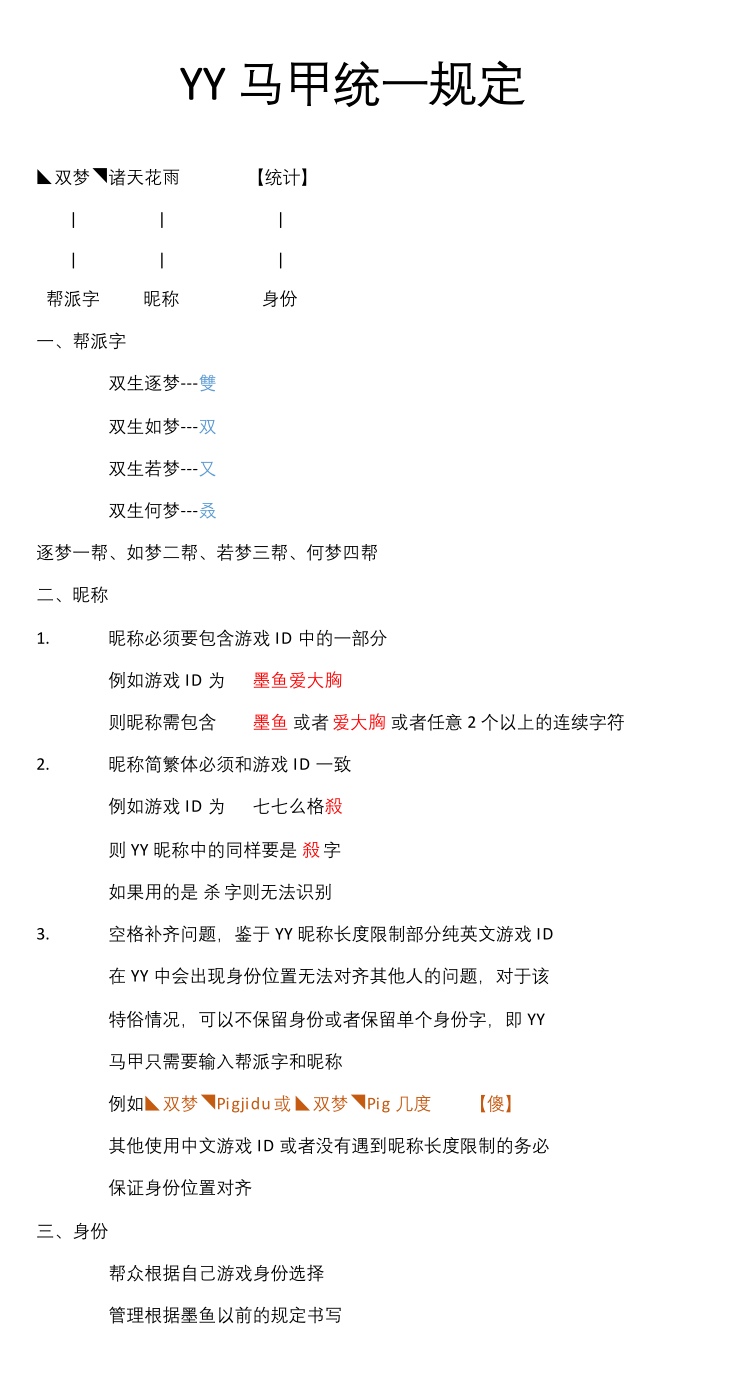 YY 马甲统一规定
◣双梦◥诸天花雨 【统计】
| | |
| | |
帮派字 昵称 身份
一、帮派字
双生逐梦---雙
双生如梦---双
双生若梦---又
双生何梦---叒
逐梦一帮、如梦二帮、若梦三帮、何梦四帮
二、昵称
1. 昵称必须要包含游戏 ID 中的一部分
例如游戏 ID 为 墨鱼爱大胸
则昵称需包含 墨鱼 或者 爱大胸 或者任意 2 个以上的连续字符
2. 昵称简繁体必须和游戏 ID 一致
例如游戏 ID 为 七七么格殺
则 YY 昵称中的同样要是 殺 字
如果用的是 杀 字则无法识别
3. 空格补齐问题，鉴于 YY 昵称长度限制部分纯英文游戏 ID
在 YY 中会出现身份位置无法对齐其他人的问题，对于该
特俗情况，可以不保留身份或者保留单个身份字，即 YY
马甲只需要输入帮派字和昵称
例如◣双梦◥Pigjidu 或◣双梦◥Pig 几度 【傻】
其他使用中文游戏 ID 或者没有遇到昵称长度限制的务必
保证身份位置对齐
三、身份
帮众根据自己游戏身份选择
管理根据墨鱼以前的规定书写